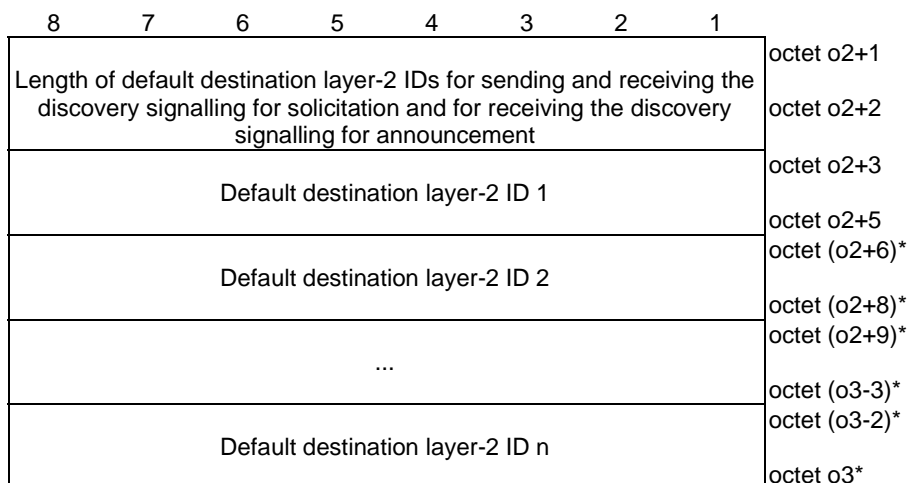 8 7 6 5 4 3 2 1
octet o2+1
Length of default destination layer-2 IDs for sending and receiving the
discovery signalling for solicitation and for receiving the discovery
signalling for announcement
octet o2+2
octet o2+3
Default destination layer-2 ID 1
octet o2+5
octet (o2+6)*
Default destination layer-2 ID 2
octet (o2+8)*
octet (o2+9)*
...
octet (o3-3)*
octet (o3-2)*
Default destination layer-2 ID n
octet o3*